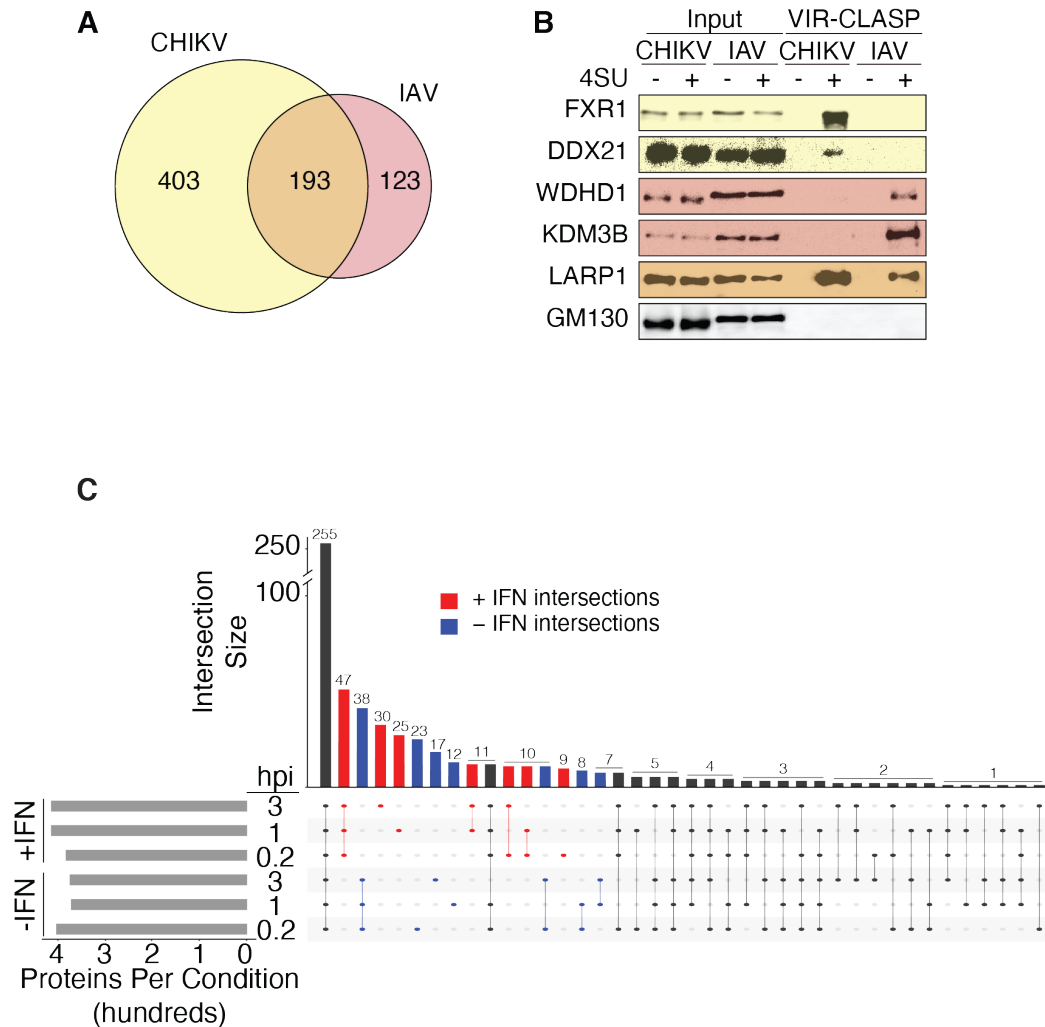 A
CHIKV
IAV
403
193
123
B
Input
VIR-CLASP
CHIKV IAV CHIKV IAV
4SU - + - + - + - +
FXR1
DDX21
WDHD1
KDM3B
LARP1
GM130
C
Intersection
Size
250
100
255
47
38
30
25
23
17
12
11
10
9
8
7
5
4
3
2
1
+ IFN intersections
– IFN intersections
hpi
+IFN
3
1
0.2
-IFN
3
1
0.2
4 3 2 1 0
Proteins Per Condition
(hundreds)